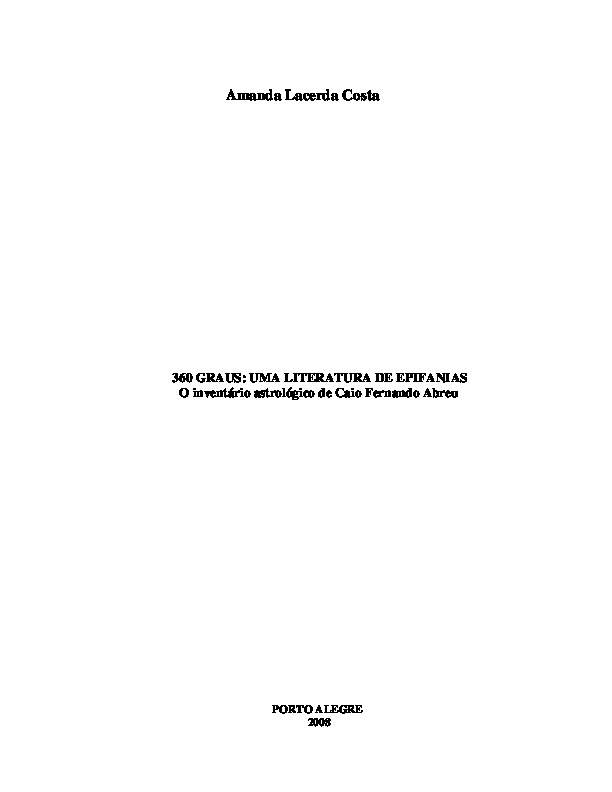 Amanda Lacerda Costa
360 GRAUS: UMA LITERATURA DE EPIFANIAS
O inventário astrológico de Caio Fernando Abreu
PORTO ALEGRE
2008